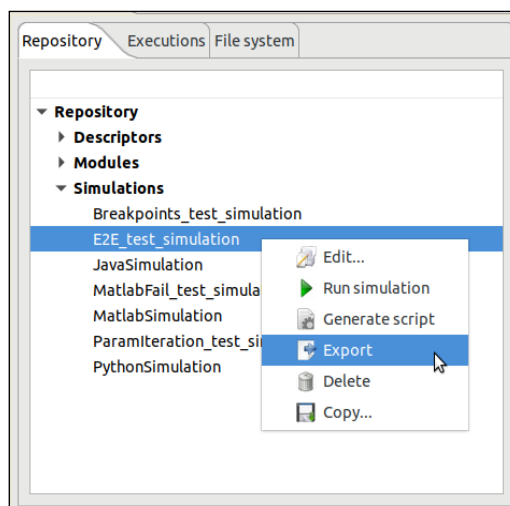 Repository Executions File system
Repository
Descriptors
Modules
Simulations
Breakpoints_test_simulation
E2E_test_simulation
Edit...
JavaSimulation
Run simulation
MatlabFail_test_simula
MatlabSimulation
Generate script
ParamIteration_test_si
Export
PythonSimulation
Delete
Copy...